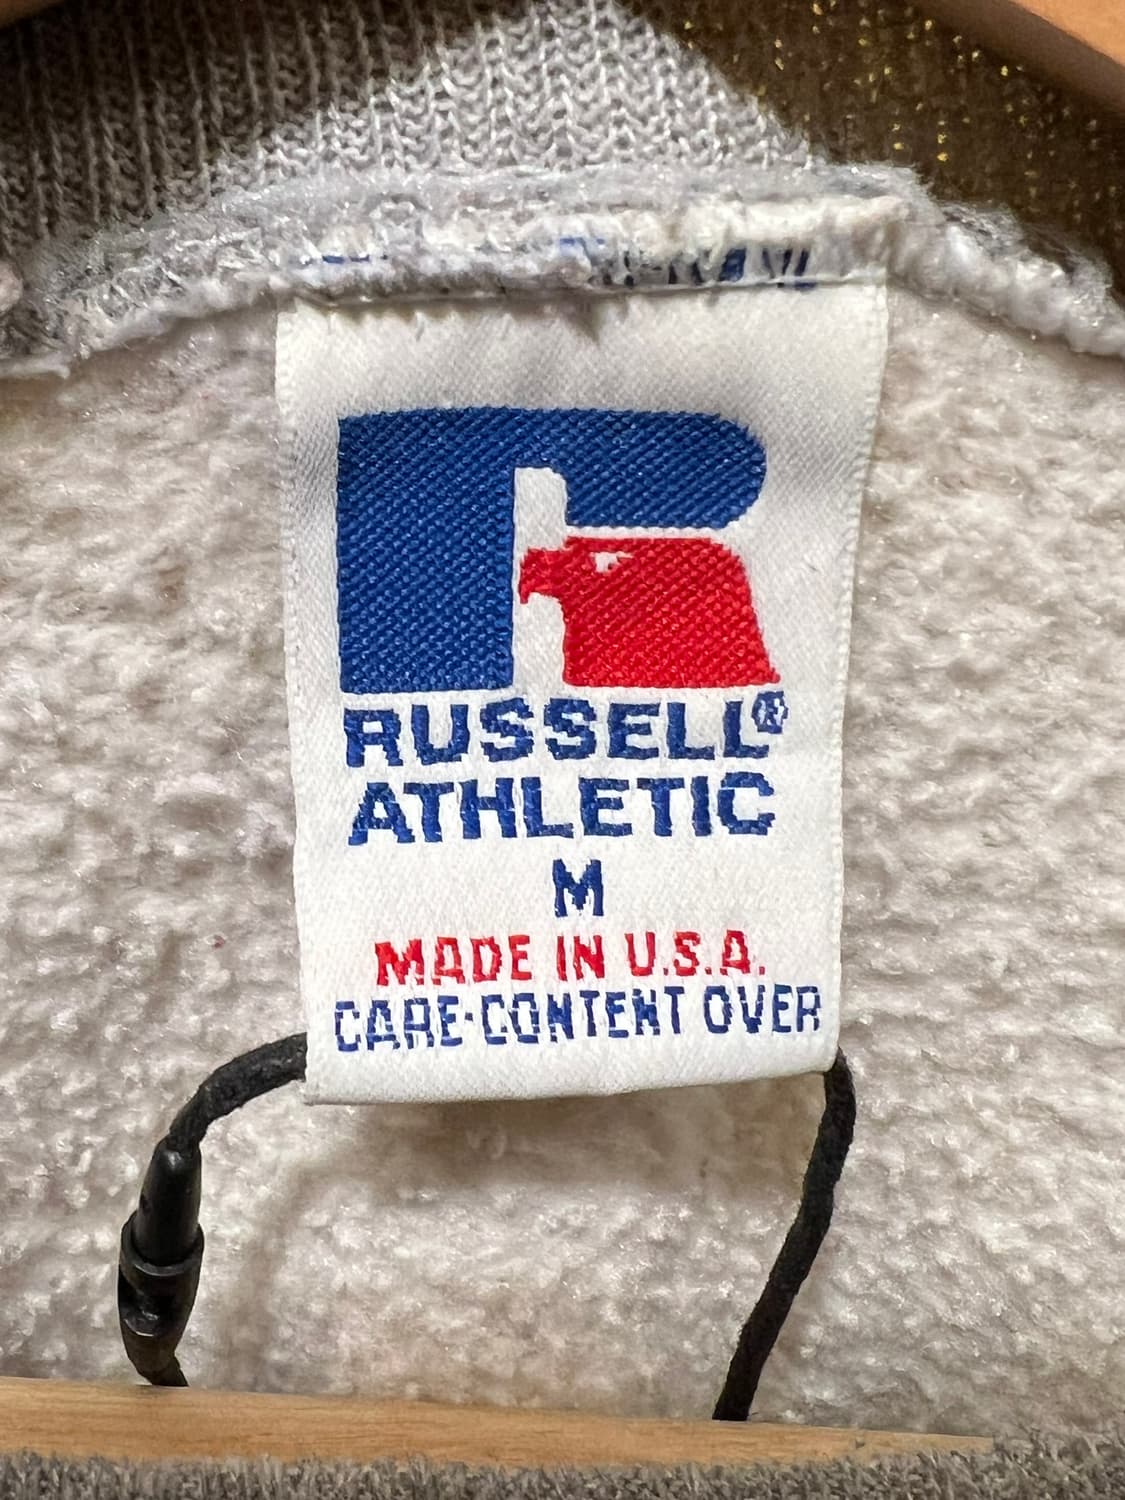 RUSSELL®
ATHLETIC
M
MADE IN U.S.A.
CARE·CONTENT OVER